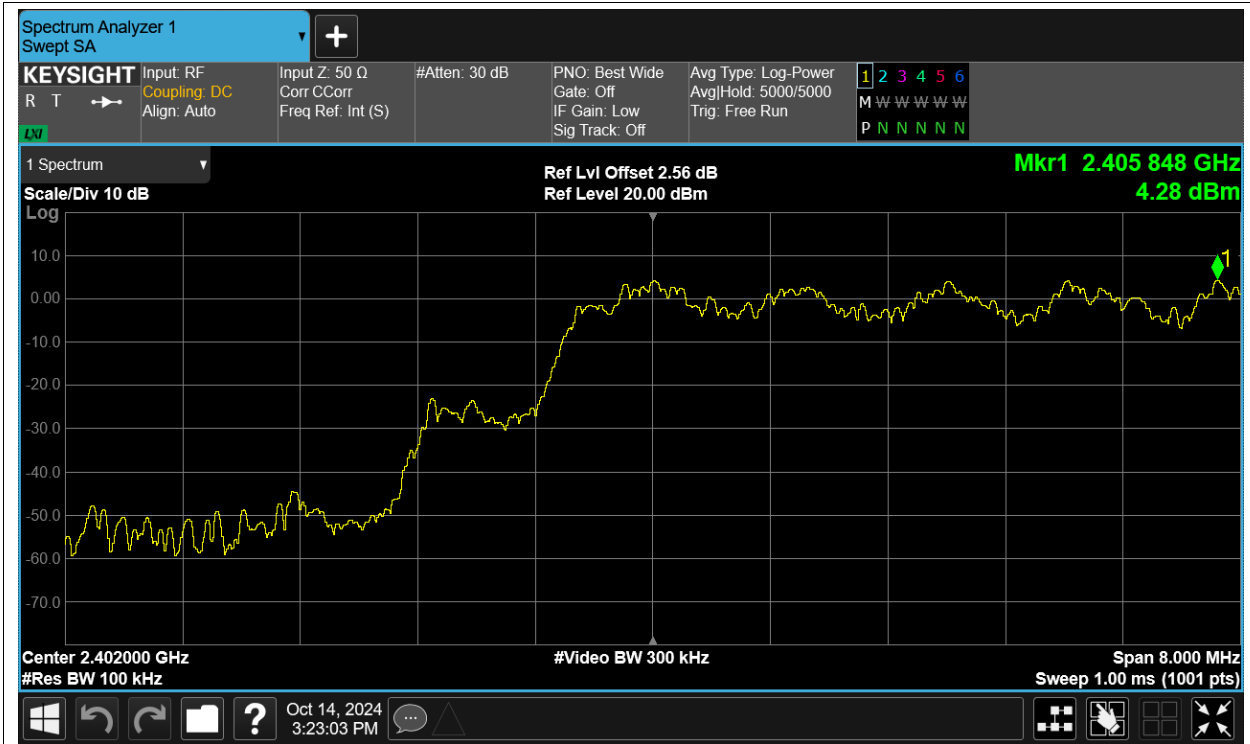 Spectrum Analyzer 1
Swept SA
KEYSIGHT Input: RF Input Z: 50 Ω #Atten: 30 dB PNO: Best Wide Avg Type: Log-Power 1 2 3 4 5 6
R T Coupling: DC Corr CCorr Gate: Off Avg|Hold: 5000/5000 M W W W W W
Align: Auto Freq Ref: Int (S) IF Gain: Low Trig: Free Run
LXI Sig Track: Off P N N N N N
1 Spectrum Ref Lvl Offset 2.56 dB Mkr1 2.405 848 GHz
Scale/Div 10 dB Ref Level 20.00 dBm 4.28 dBm
Log
1
10.0
0.00
-10.0
-20.0
-30.0
-40.0
-50.0
-60.0
-70.0
Center 2.402000 GHz #Video BW 300 kHz Span 8.000 MHz
#Res BW 100 kHz Sweep 1.00 ms (1001 pts)
? Oct 14, 2024
3:23:03 PM